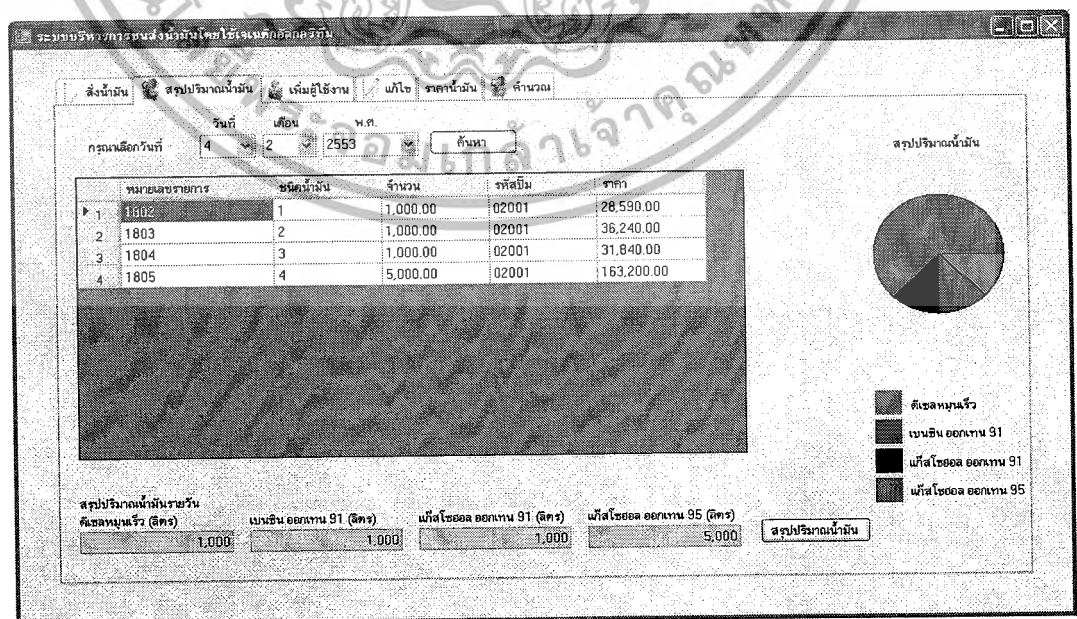 ระบบบริหารการขนส่งน้ำมันโดยใช้เจเนติกอัลกอริทึม
สั่งน้ำมัน สรุปปริมาณน้ำมัน เพิ่มผู้ใช้งาน แก้ไข ราคาน้ำมัน คำนวณ
วันที่ เดือน พ.ศ.
กรุณาเลือกวันที่ 4 2 2553 ค้นหา
สรุปปริมาณน้ำมัน
หมายเลขรายการ ชนิดน้ำมัน จำนวน รหัสปั๊ม ราคา
1 1802 1 1,000.00 02001 28,590.00
2 1803 2 1,000.00 02001 36,240.00
3 1804 3 1,000.00 02001 31,840.00
4 1805 4 5,000.00 02001 163,200.00
ดีเซลหมุนเร็ว
เบนซิน ออกเทน 91
แก๊สโซฮอล ออกเทน 91
แก๊สโซฮอล ออกเทน 95
สรุปปริมาณน้ำมันรายวัน
ดีเซลหมุนเร็ว (ลิตร) เบนซิน ออกเทน 91 (ลิตร) แก๊สโซฮอล ออกเทน 91 (ลิตร) แก๊สโซฮอล ออกเทน 95 (ลิตร)
1,000 1,000 1,000 5,000 สรุปปริมาณน้ำมัน